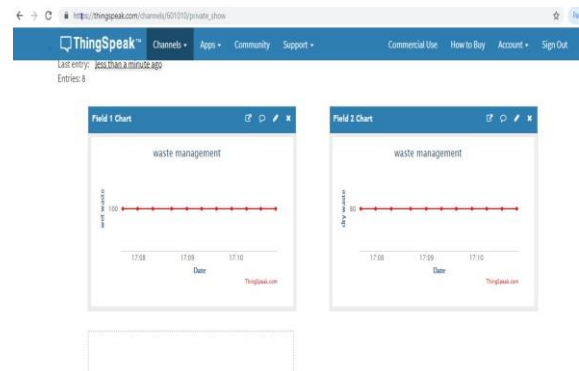 https://thingspeak.com/channels/601010/private_show
ThingSpeak™ Channels Apps Community Support Commercial Use How to Buy Account Sign Out
Last entry: less than a minute ago
Entries: 8
Field 1 Chart
waste management
wet waste
100
17:08 17:09 17:10
Date
ThingSpeak.com
Field 2 Chart
waste management
dry waste
80
17:08 17:09 17:10
Date
ThingSpeak.com